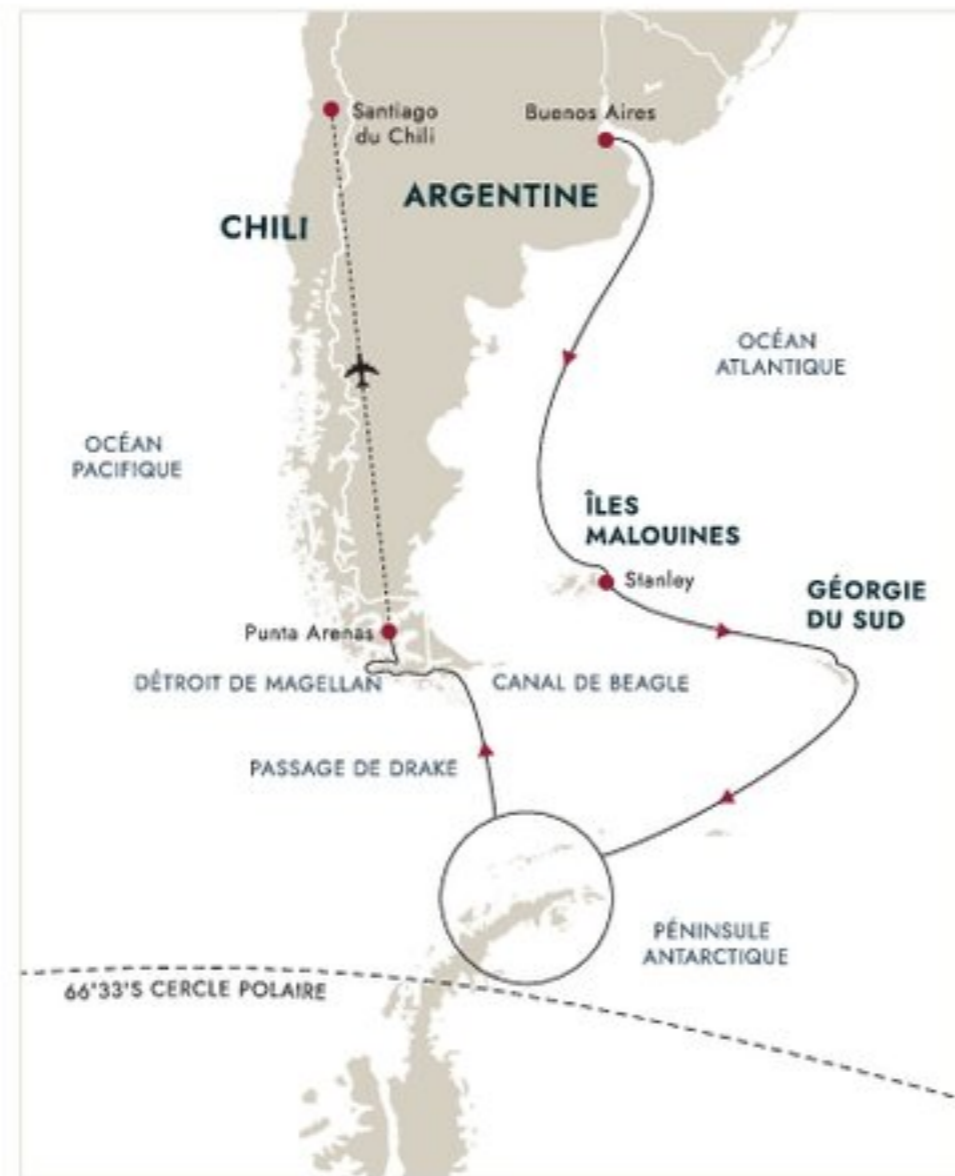 Santiago
du Chili
Buenos Aires
ARGENTINE
CHILI
OCÉAN
ATLANTIQUE
OCÉAN
PACIFIQUE
ÎLES
MALOUINES
Stanley
GÉORGIE
DU SUD
Punta Arenas
DÉTROIT DE MAGELLAN
CANAL DE BEAGLE
PASSAGE DE DRAKE
PÉNINSULE
ANTARCTIQUE
66°33'S CERCLE POLAIRE